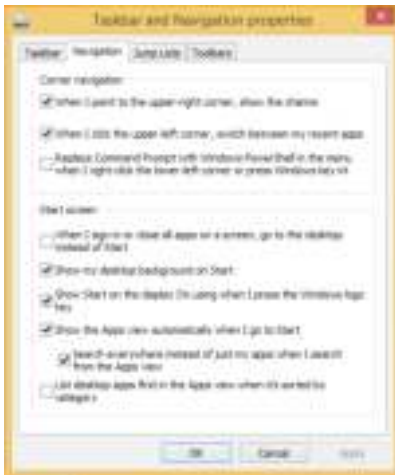 Taskbar and Navigation properties
Taskbar Navigation Jump Lists Toolbars
Corner navigation
When I point to the upper-right corner, show the charms
When I click the upper-left corner, switch between my recent apps
Replace Command Prompt with Windows PowerShell in the menu
when I right-click the lower-left corner or press Windows key+X
Start screen
When I sign in or close all apps on a screen, go to the desktop
instead of Start
Show my desktop background on Start
Show Start on the display I'm using when I press the Windows logo
key
Show the Apps view automatically when I go to Start
Search everywhere instead of just my apps when I search
from the Apps view
List desktop apps first in the Apps view when it's sorted by
category
OK Cancel Apply